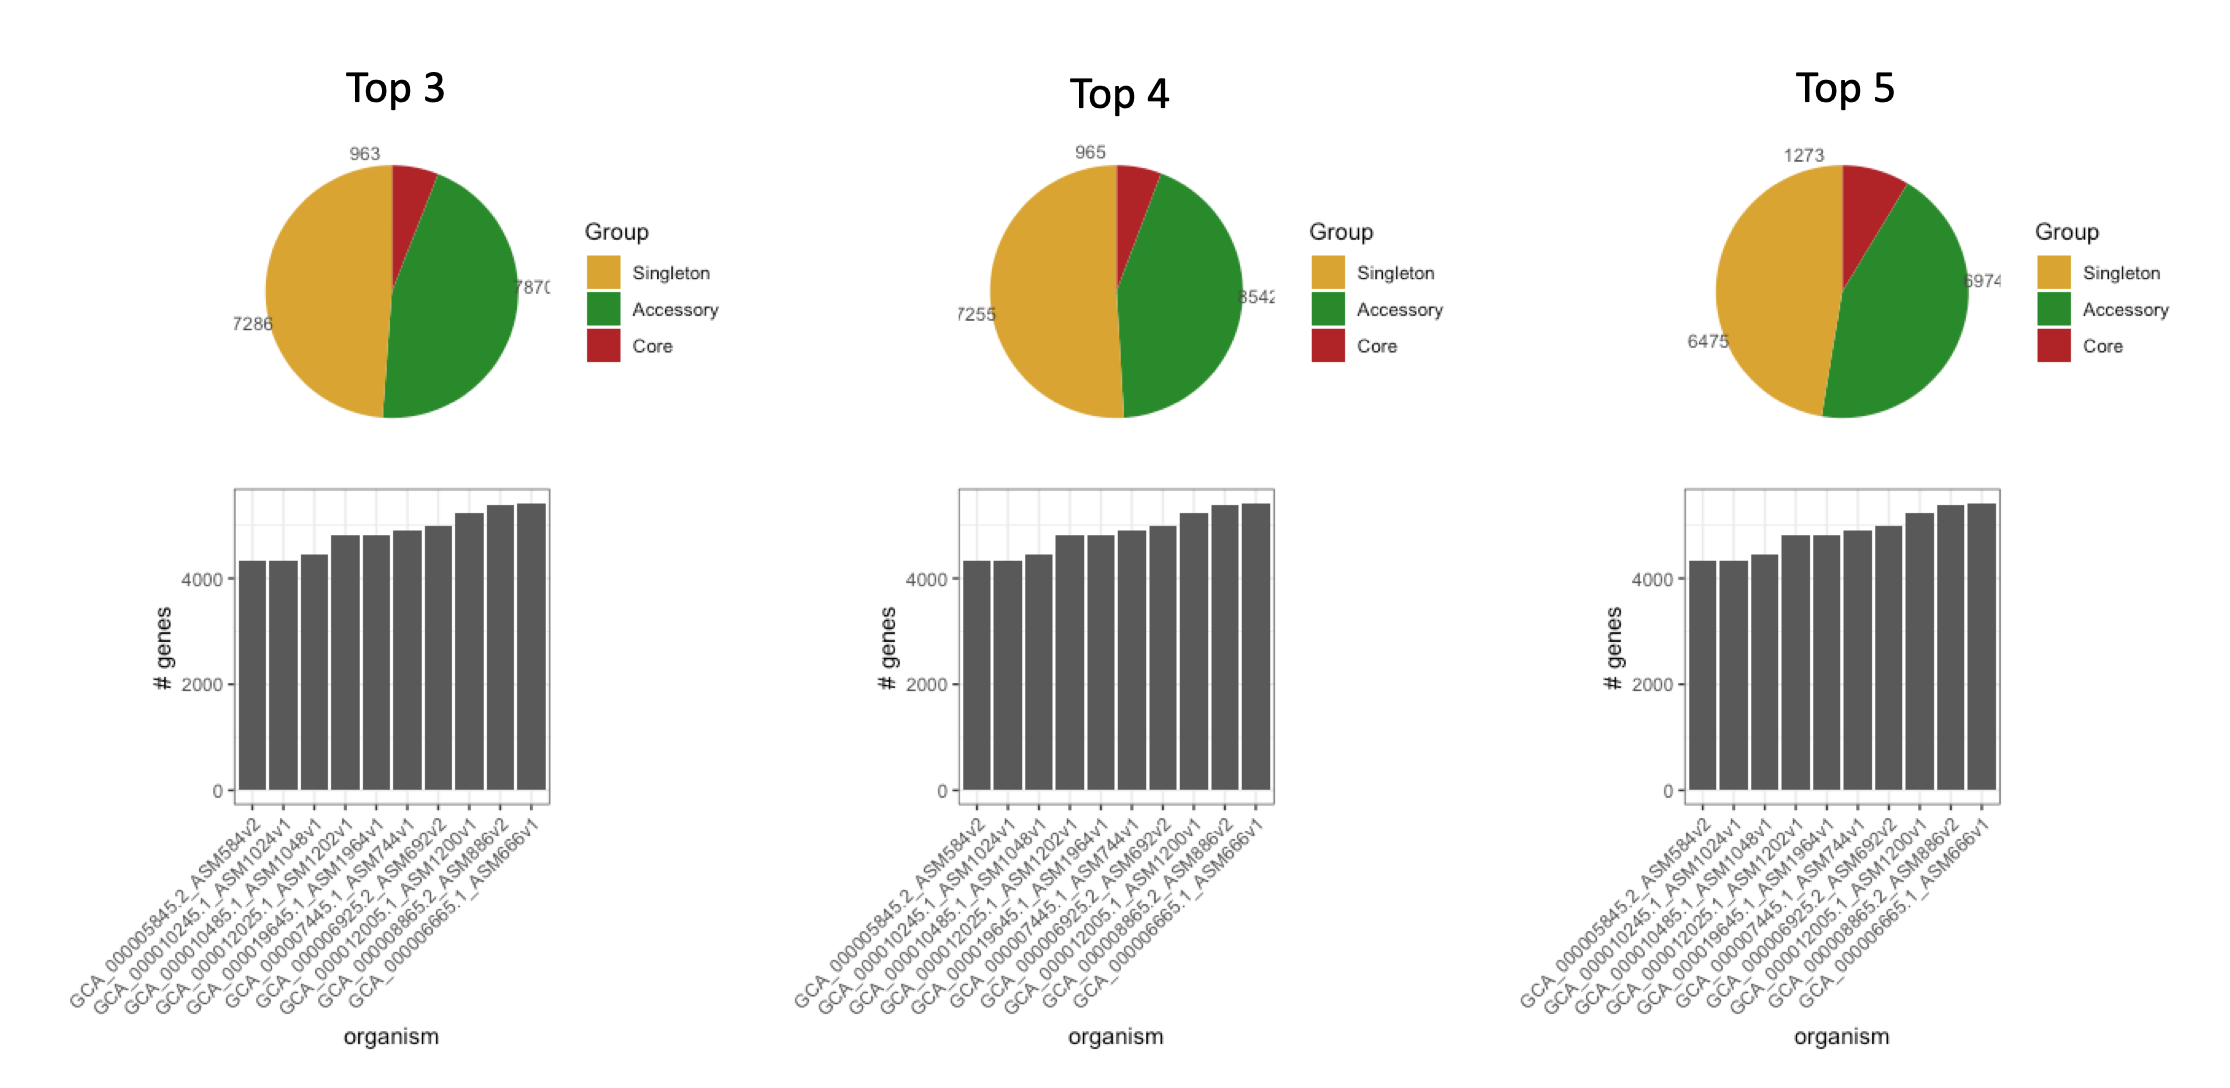 Top 3
963
7870
7286
Group
Singleton
Accessory
Core
# genes
4000
2000
0
GCA_000005845.2_ASM584v2
GCA_000010245.1_ASM1024v1
GCA_000010485.1_ASM1048v1
GCA_000012025.1_ASM1202v1
GCA_000019645.1_ASM1964v1
GCA_000007445.1_ASM744v1
GCA_000006925.2_ASM692v2
GCA_000012005.1_ASM1200v1
GCA_000008865.2_ASM886v2
GCA_000006665.1_ASM666v1
organism
Top 4
965
8542
7255
Group
Singleton
Accessory
Core
# genes
4000
2000
0
GCA_000005845.2_ASM584v2
GCA_000010245.1_ASM1024v1
GCA_000010485.1_ASM1048v1
GCA_000012025.1_ASM1202v1
GCA_000019645.1_ASM1964v1
GCA_000007445.1_ASM744v1
GCA_000006925.2_ASM692v2
GCA_000012005.1_ASM1200v1
GCA_000008865.2_ASM886v2
GCA_000006665.1_ASM666v1
organism
Top 5
1273
6974
6475
Group
Singleton
Accessory
Core
# genes
4000
2000
0
GCA_000005845.2_ASM584v2
GCA_000010245.1_ASM1024v1
GCA_000010485.1_ASM1048v1
GCA_000012025.1_ASM1202v1
GCA_000019645.1_ASM1964v1
GCA_000007445.1_ASM744v1
GCA_000006925.2_ASM692v2
GCA_000012005.1_ASM1200v1
GCA_000008865.2_ASM886v2
GCA_000006665.1_ASM666v1
organism